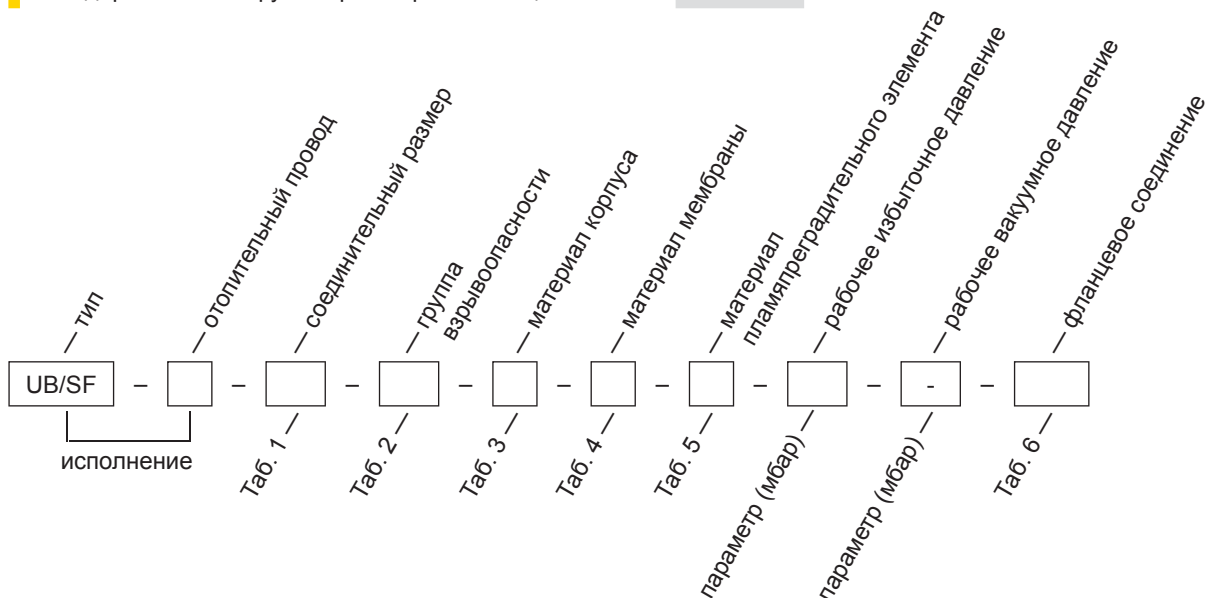 тип
отопительный провод
соединительный размер
группа
взрывоопасности
материал корпуса
материал мембраны
материал
пламяпреградительного элемента
рабочее избыточное давление
рабочее вакуумное давление
фланцевое соединение
UB/SF – – – – – – – – - –
исполнение
Таб. 1
Таб. 2
Таб. 3
Таб. 4
Таб. 5
параметр (мбар)
параметр (мбар)
Таб. 6